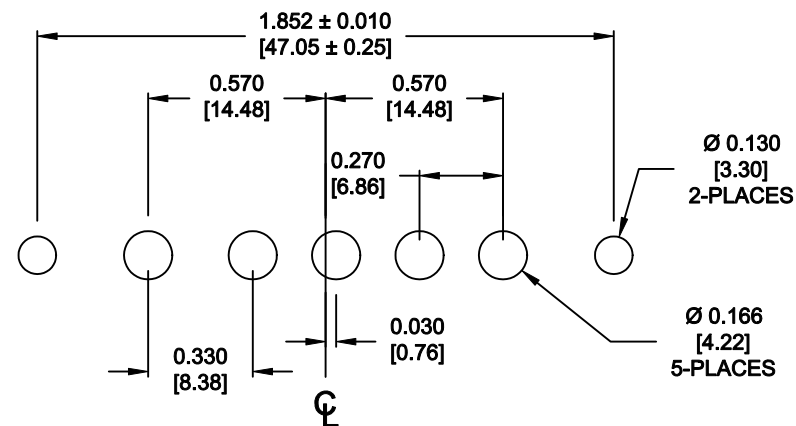 1.852 ± 0.010
[47.05 ± 0.25]
0.570
[14.48]
0.570
[14.48]
0.270
[6.86]
Ø 0.130
[3.30]
2-PLACES
0.030
[0.76]
0.330
[8.38]
Ø 0.166
[4.22]
5-PLACES
℄